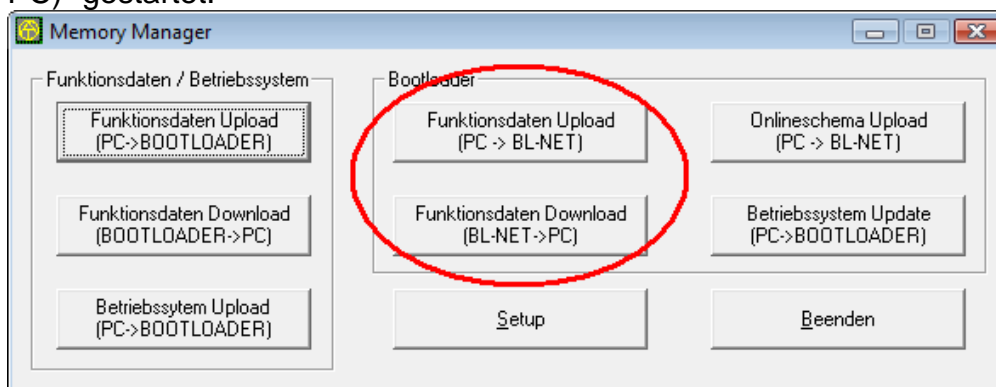 PC)" gestartet.
Memory Manager
Funktionsdaten / Betriebssystem
Funktionsdaten Upload
(PC->BOOTLOADER)
Funktionsdaten Download
(BOOTLOADER->PC)
Betriebssytem Upload
(PC->BOOTLOADER)
Bootloader
Funktionsdaten Upload
(PC -> BL-NET)
Onlineschema Upload
(PC -> BL-NET)
Funktionsdaten Download
(BL-NET->PC)
Betriebssystem Update
(PC->BOOTLOADER)
Setup
Beenden